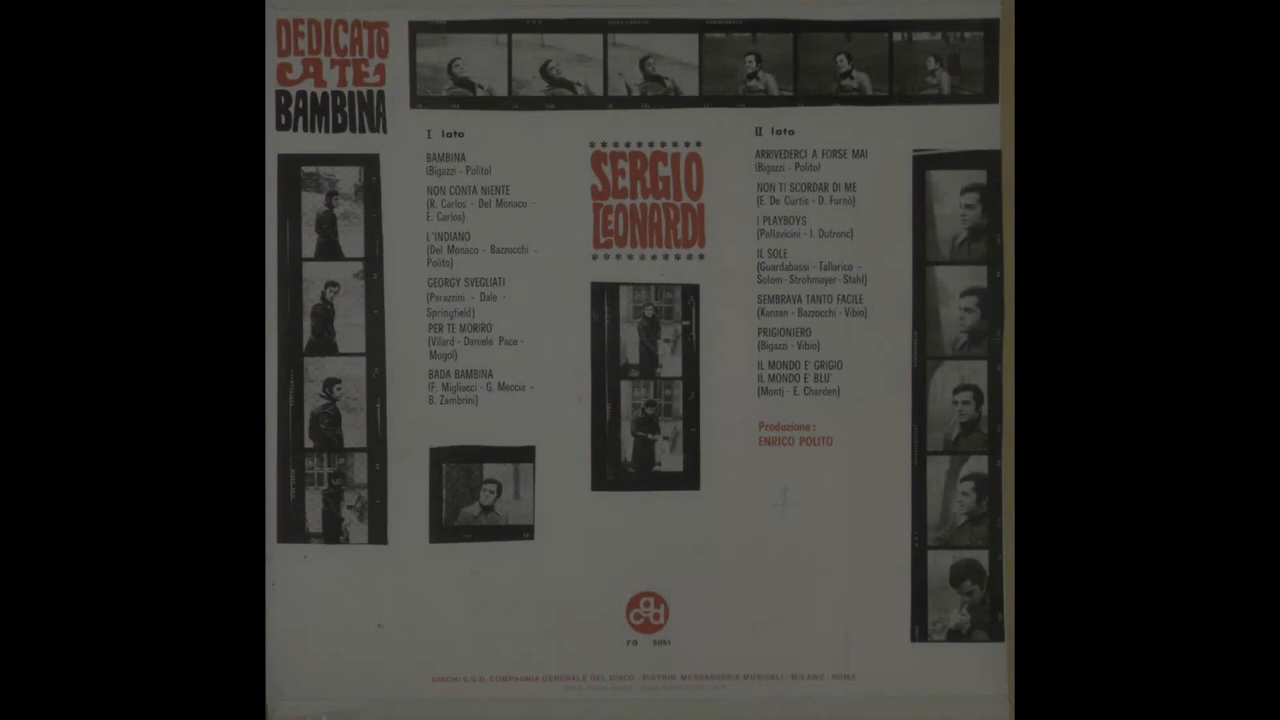 DEDICATO
A TE
BAMBINA
I lato
BAMBINA
(Bigazzi - Polito)
NON CONTA NIENTE
(R. Carlos - Del Monaco -
E. Carlos)
L'INDIANO
(Del Monaco - Bazzocchi -
Polito)
GEORGY SVEGLIATI
(Parazzini - Dale -
Springfield)
PER TE MORIRO'
(Vilard - Daniele Pace -
Mogol)
BADA BAMBINA
(F. Migliacci - G. Meccia -
B. Zambrini)
SERGIO
LEONARDI
II lato
ARRIVEDERCI A FORSE MAI
(Bigazzi - Polito)
NON TI SCORDAR DI ME
(E. De Curtis - D. Furnò)
I PLAYBOYS
(Pallavicini - I. Dutronc)
IL SOLE
(Guardabassi - Tallarico -
Solom - Strohmayer - Stahl)
SEMBRAVA TANTO FACILE
(Kanzan - Bazzocchi - Vibio)
PRIGIONIERO
(Bigazzi - Vibio)
IL MONDO E' GRIGIO
IL MONDO E' BLU'
(Montj - E. Charden)
Produzione:
ENRICO POLITO
cgd
FG 5051
DISCHI C.G.D. COMPAGNIA GENERALE DEL DISCO - DISTRIB. MESSAGGERIE MUSICALI - MILANO - ROMA